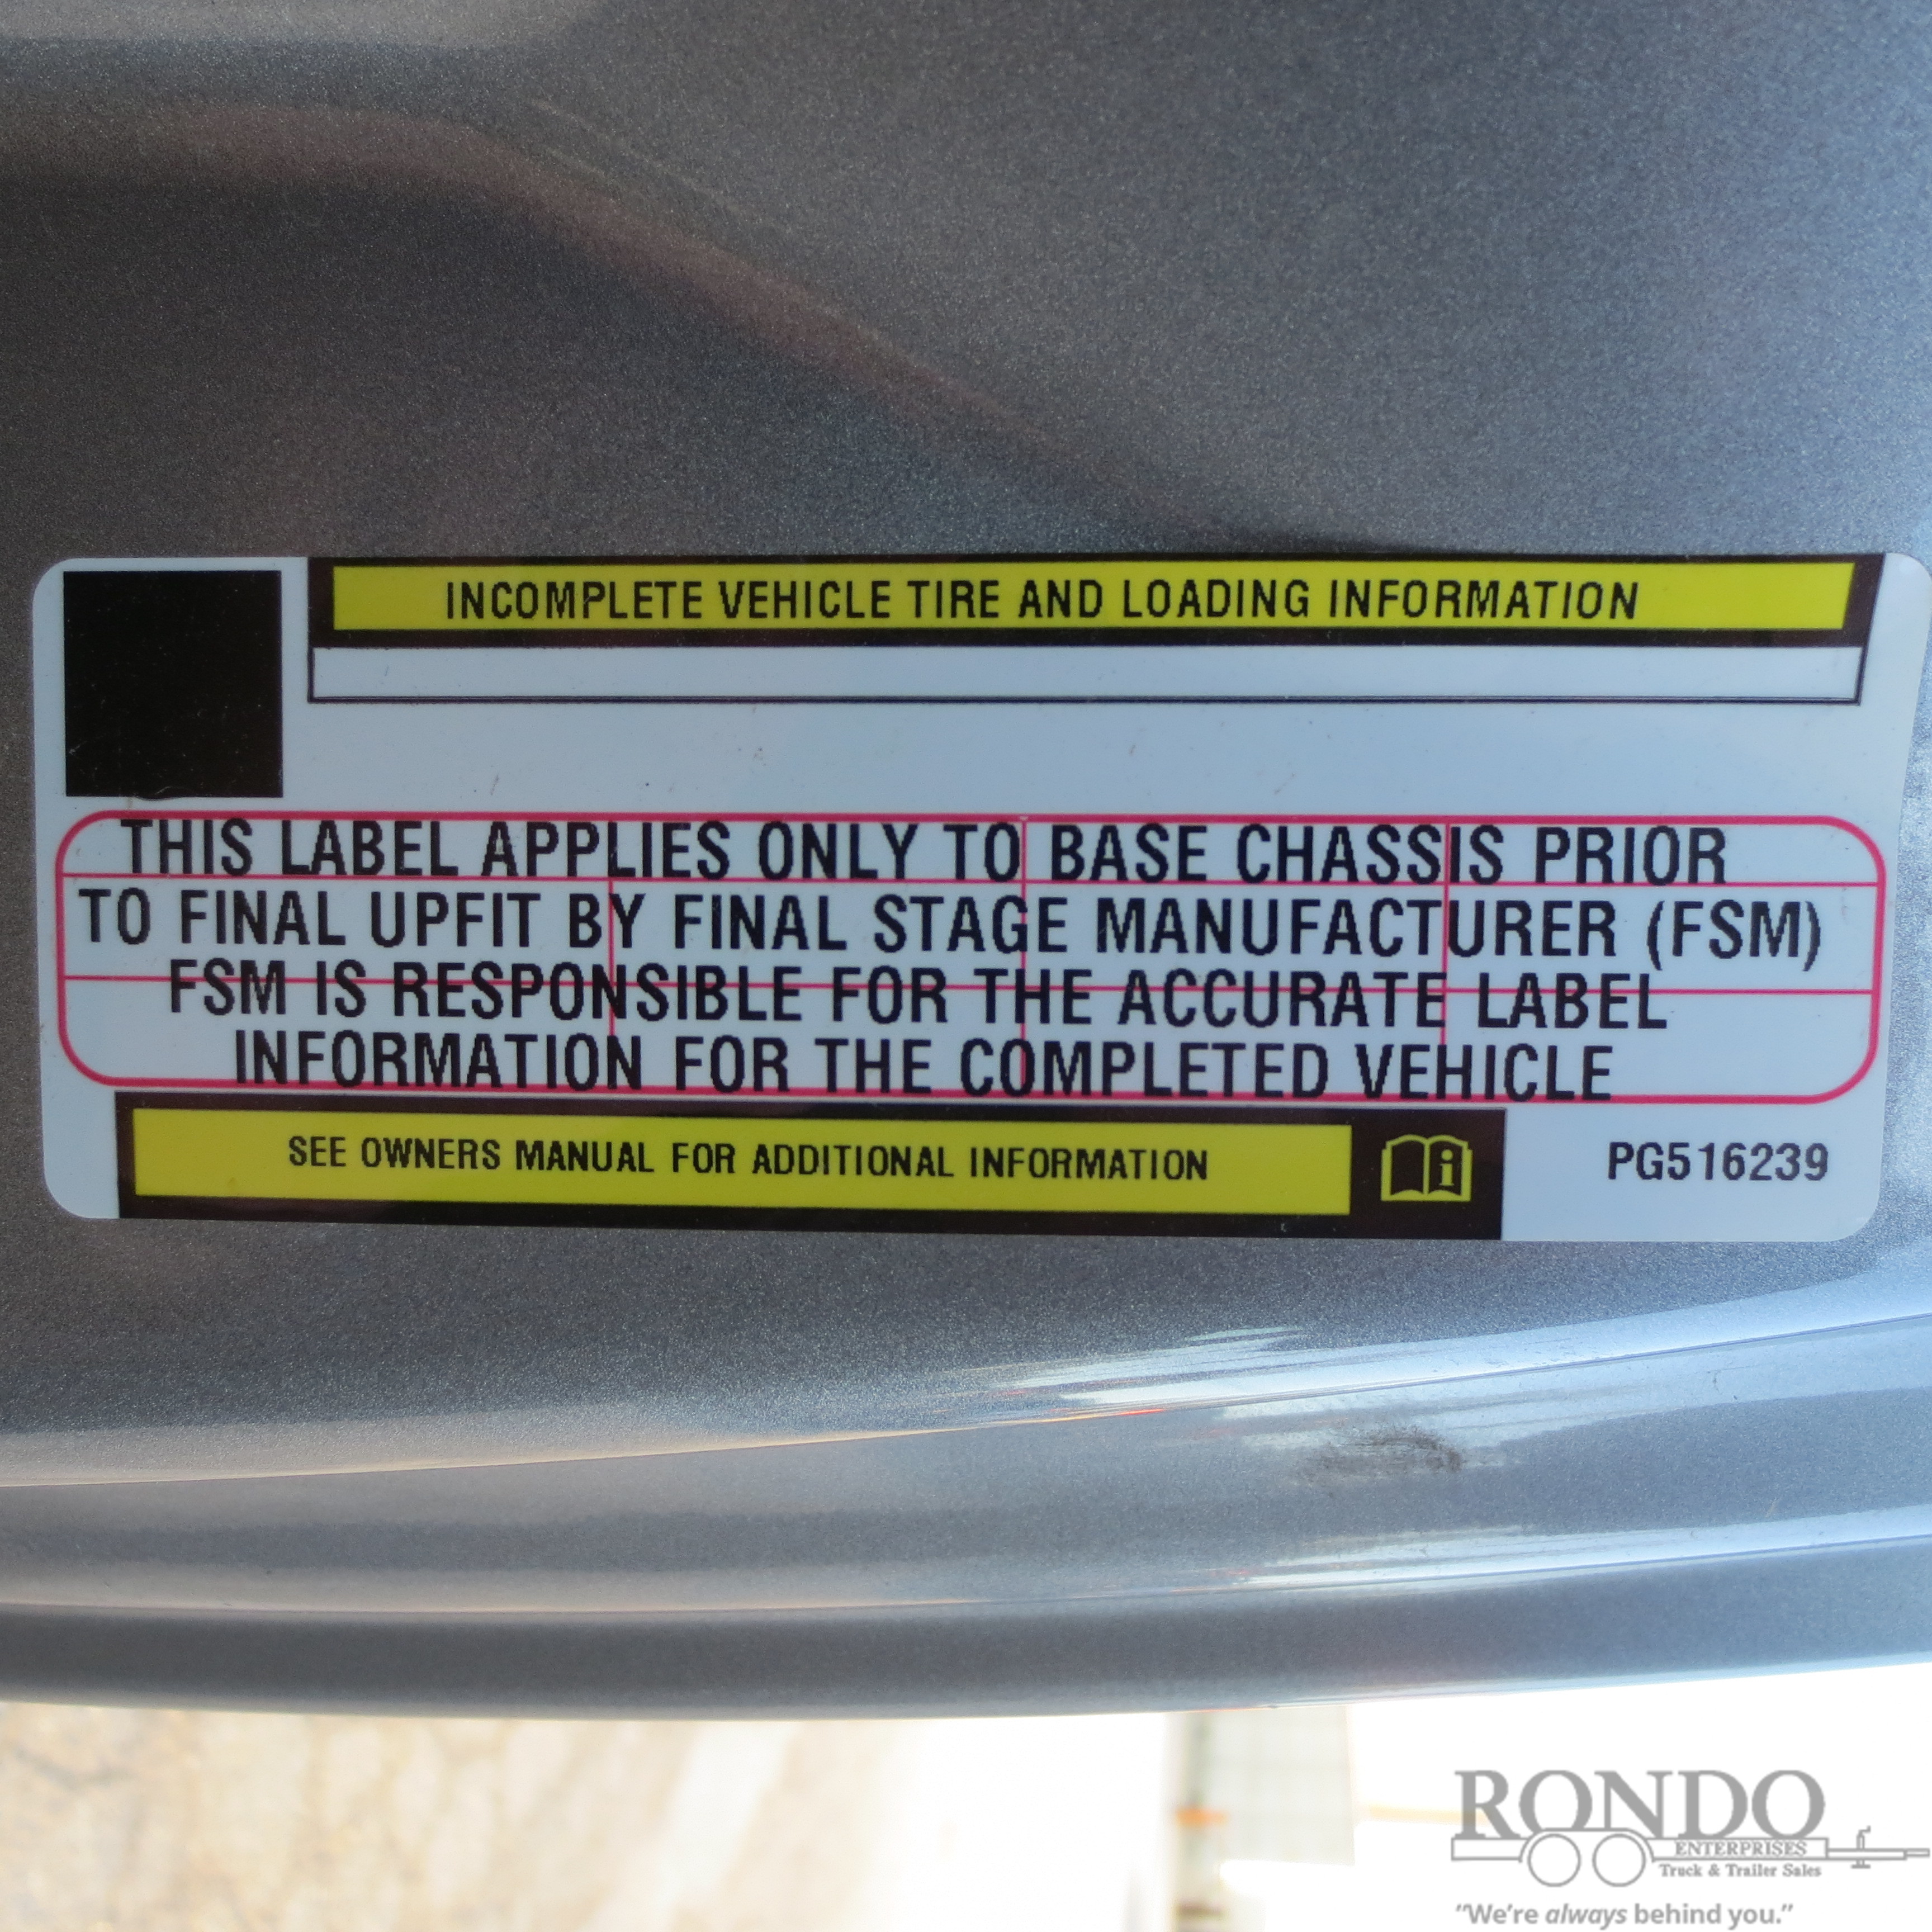 INCOMPLETE VEHICLE TIRE AND LOADING INFORMATION
THIS LABEL APPLIES ONLY TO BASE CHASSIS PRIOR
TO FINAL UPFIT BY FINAL STAGE MANUFACTURER (FSM)
FSM IS RESPONSIBLE FOR THE ACCURATE LABEL
INFORMATION FOR THE COMPLETED VEHICLE
SEE OWNERS MANUAL FOR ADDITIONAL INFORMATION
PG516239
RONDO
ENTERPRISES
Truck & Trailer Sales
"We're always behind you."